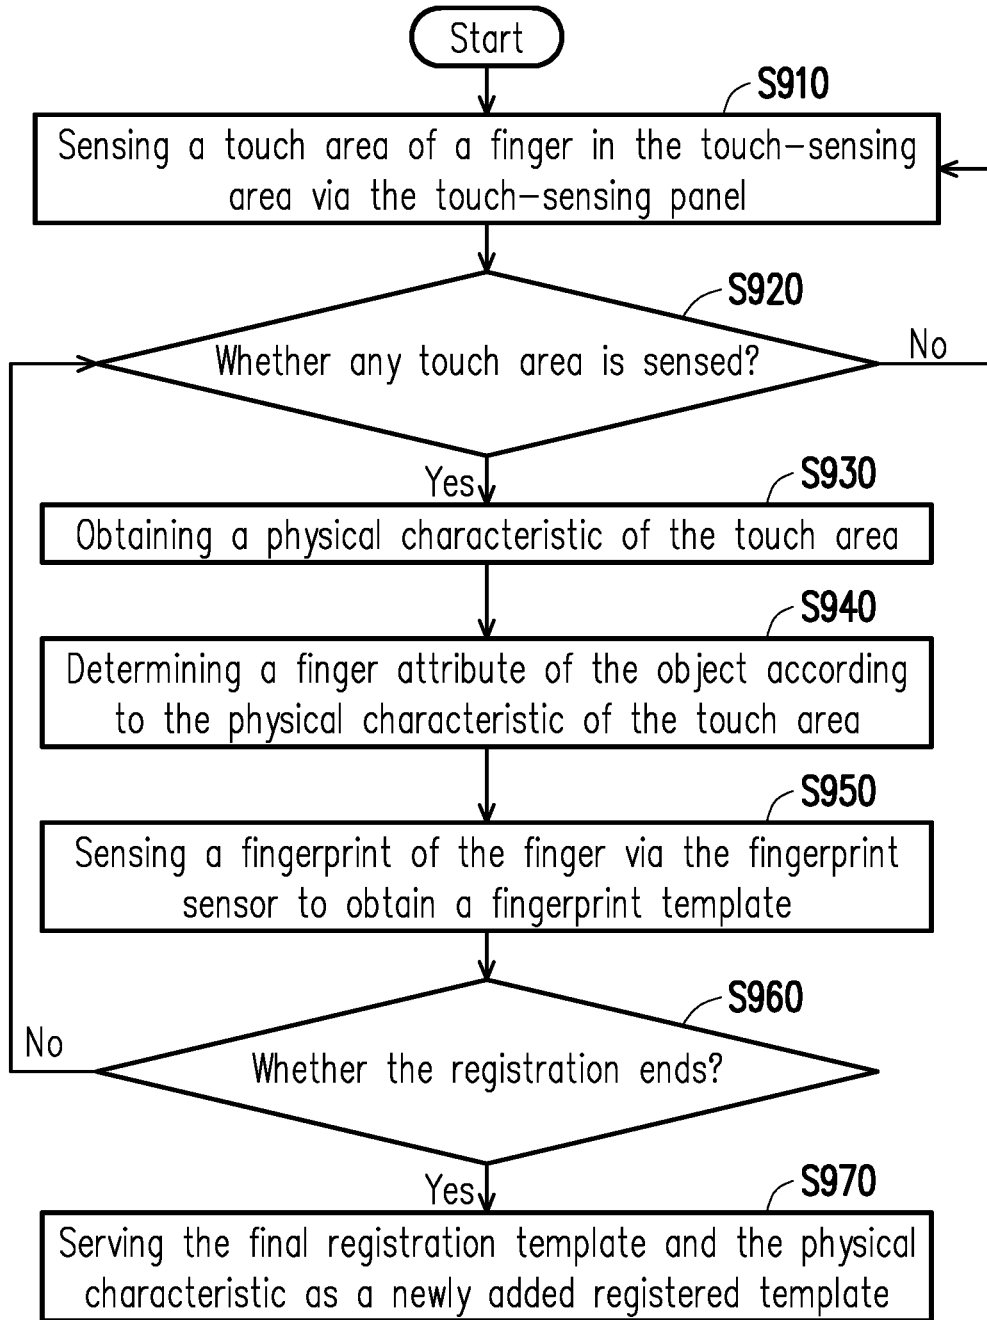 Start
S910
Sensing a touch area of a finger in the touch-sensing
area via the touch-sensing panel
S920
Whether any touch area is sensed?
No
Yes
S930
Obtaining a physical characteristic of the touch area
S940
Determining a finger attribute of the object according
to the physical characteristic of the touch area
S950
Sensing a fingerprint of the finger via the fingerprint
sensor to obtain a fingerprint template
S960
No
Whether the registration ends?
Yes
S970
Serving the final registration template and the physical
characteristic as a newly added registered template